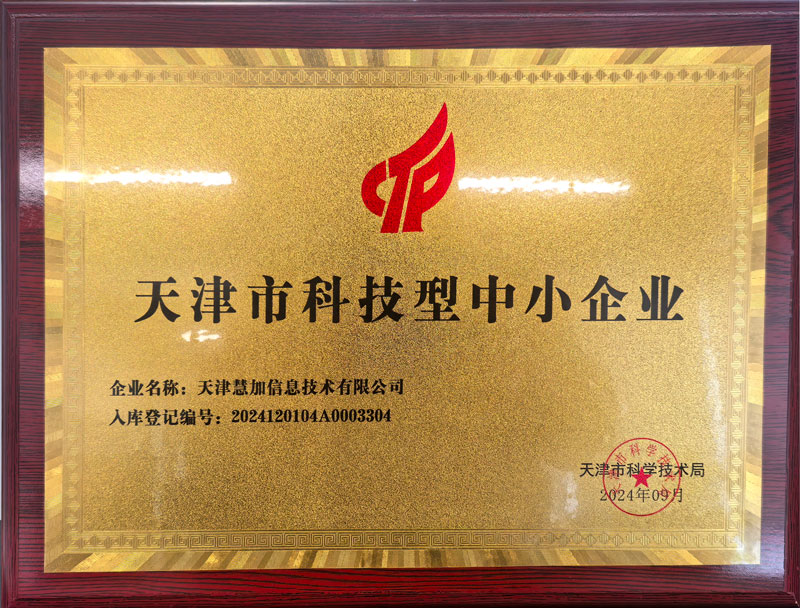 CTP
天津市科技型中小企业
企业名称：天津慧加信息技术有限公司
入库登记编号：2024120104A0003304
天津市科学技术局
2024年09月